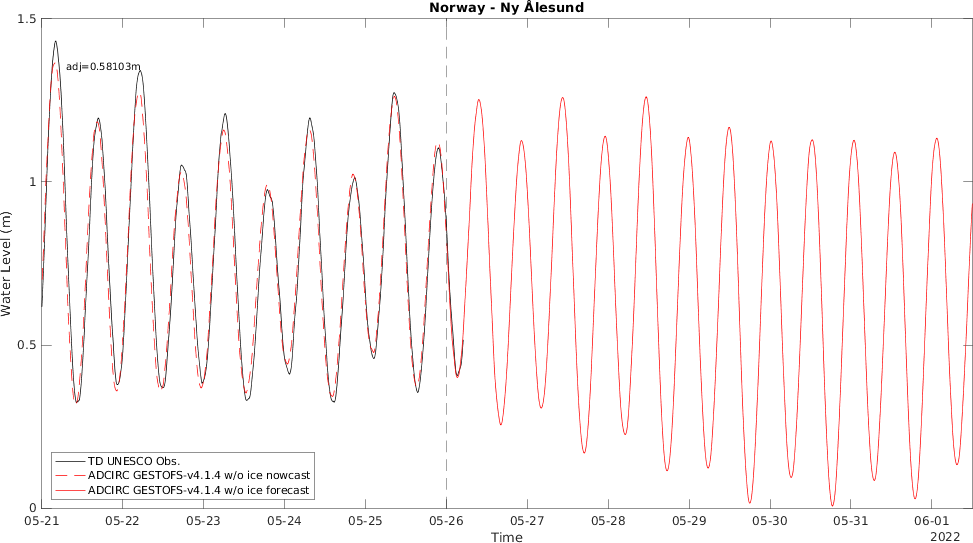 Norway - Ny Ålesund
1.5
adj=0.58103m
1
Water Level (m)
0.5
TD UNESCO Obs.
ADCIRC GESTOFS-v4.1.4 w/o ice nowcast
ADCIRC GESTOFS-v4.1.4 w/o ice forecast
0
05-21 05-22 05-23 05-24 05-25 05-26 05-27 05-28 05-29 05-30 05-31 06-01
Time
2022